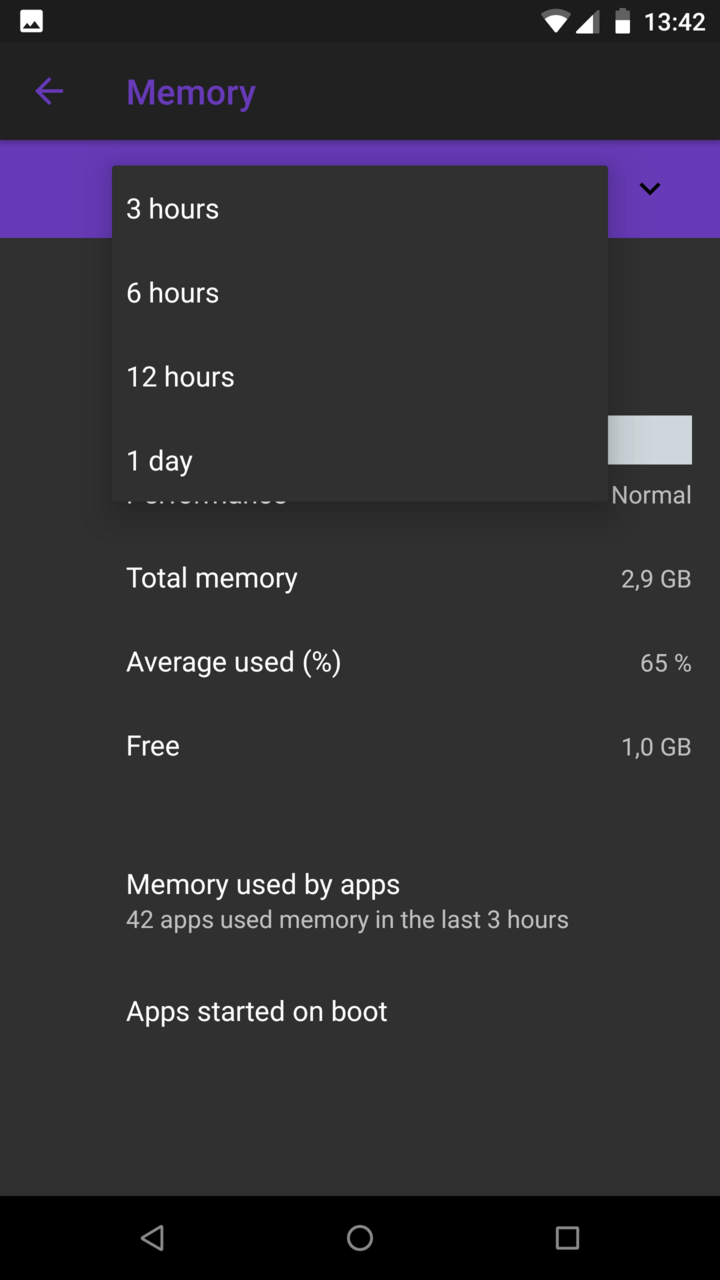 13:42
Memory
3 hours
6 hours
12 hours
1 day
Normal
Total memory
2,9 GB
Average used (%)
65 %
Free
1,0 GB
Memory used by apps
42 apps used memory in the last 3 hours
Apps started on boot